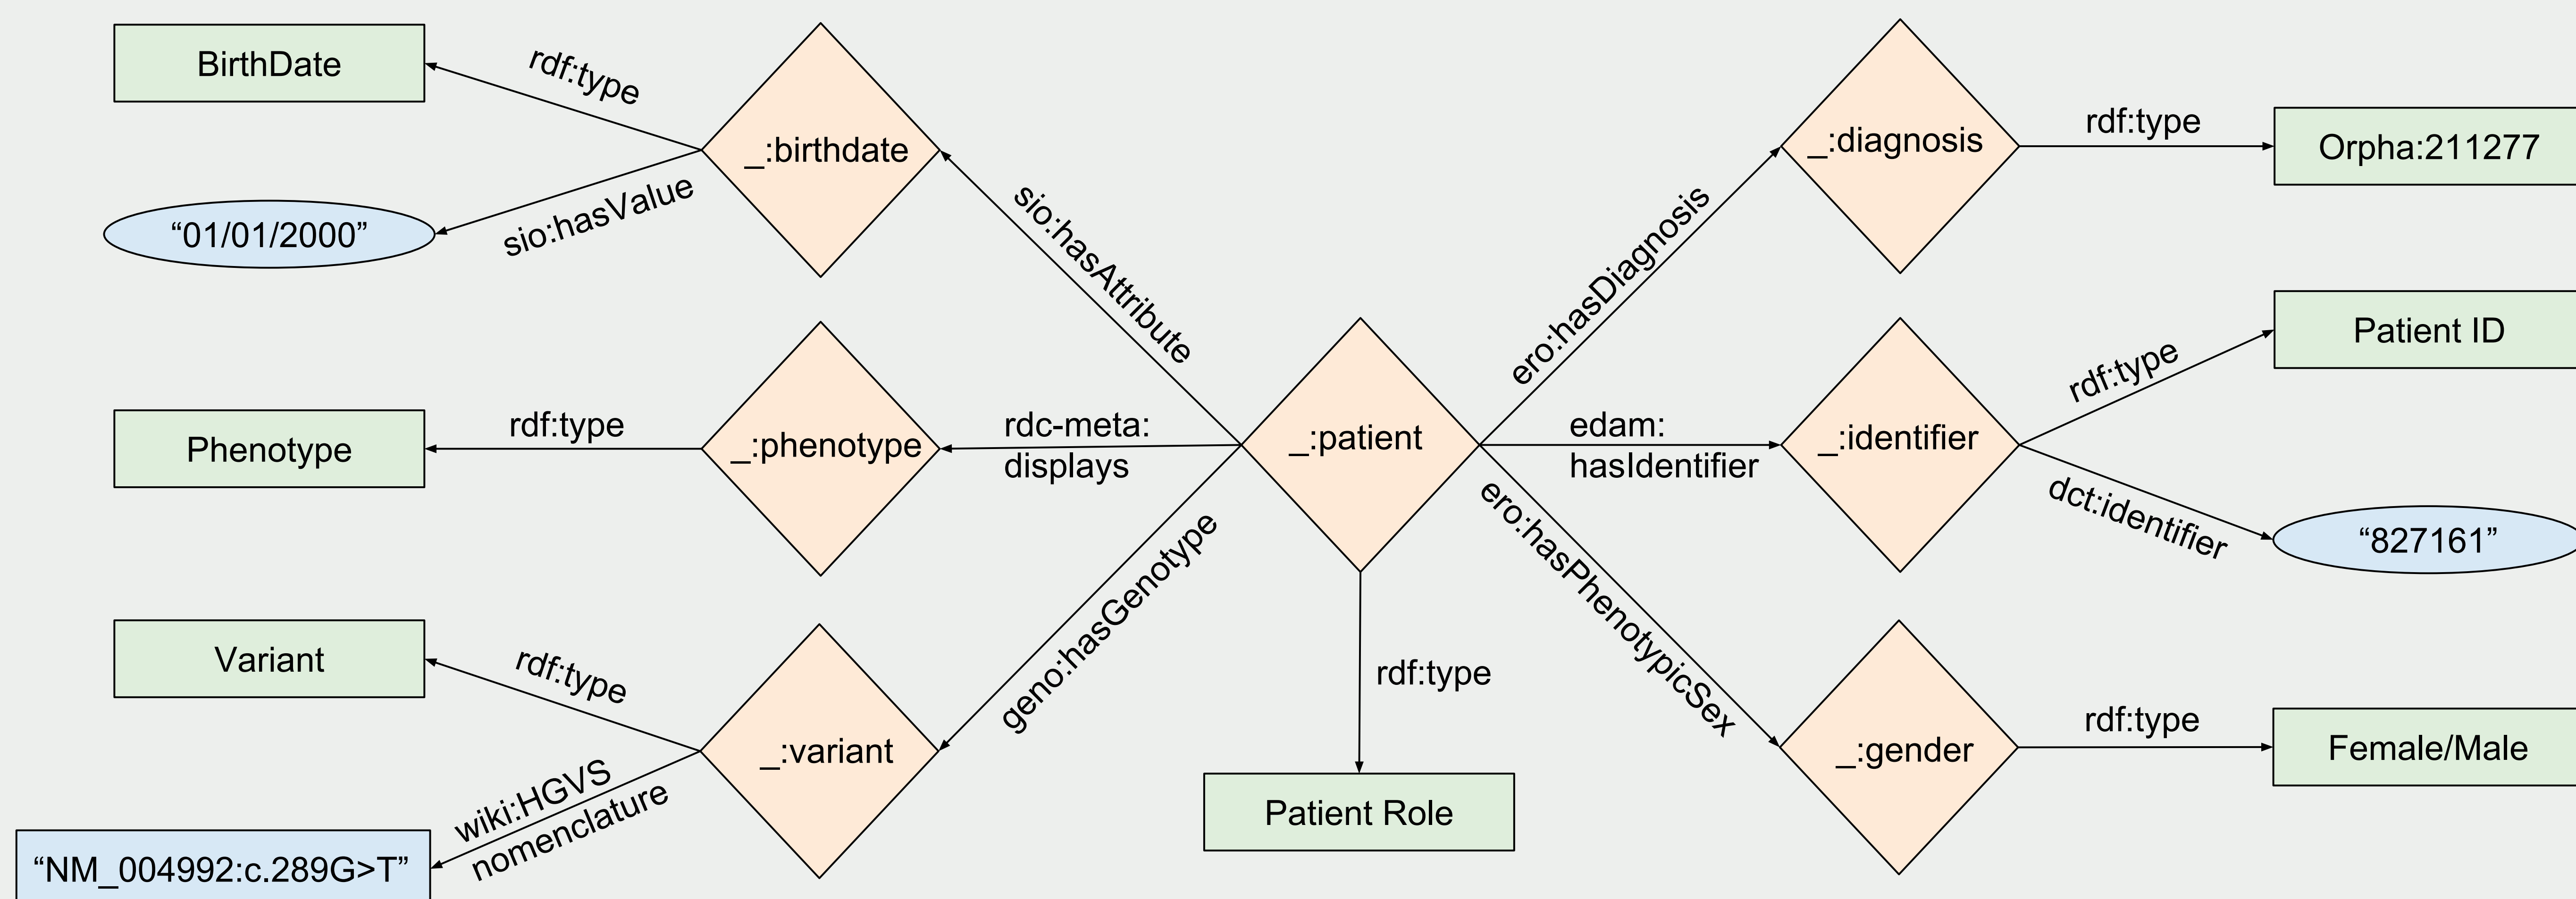 BirthDate
rdf:type
_:birthdate
sio:hasValue
“01/01/2000”
sio:hasAttribute
Phenotype
rdf:type
_:phenotype
rdc-meta:
displays
_:patient
Variant
rdf:type
_:variant
geno:hasGenotype
wiki:HGVS
nomenclature
“NM_004992:c.289G>T”
rdf:type
Patient Role
ero:hasDiagnosis
_:diagnosis
rdf:type
Orpha:211277
edam:
hasIdentifier
_:identifier
rdf:type
Patient ID
dct:identifier
“827161”
ero:hasPhenotypicSex
_:gender
rdf:type
Female/Male